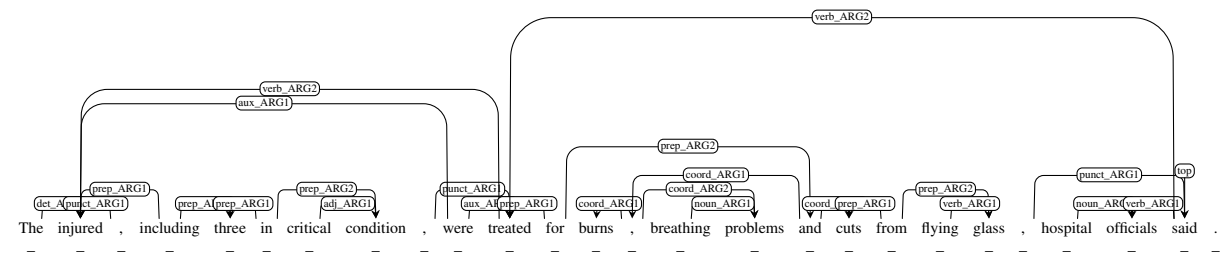 verb_ARG2
verb_ARG2
aux_ARG1
prep_ARG2
coord_ARG1 punct_ARG1 top
prep_ARG1 prep_ARG2 punct_ARG1 coord_ARG2 prep_ARG2
punct_ARG1 prep_ARG1 adj_ARG1 prep_ARG1 coord_ARG1 noun_ARG1 prep_ARG1 verb_ARG1 verb_ARG1
The injured , including three in critical condition , were treated for burns , breathing problems and cuts from flying glass , hospital officials said .
_ _ _ _ _ _ _ _ _ _ _ _ _ _ _ _ _ _ _ _ _ _ _ _ _ _